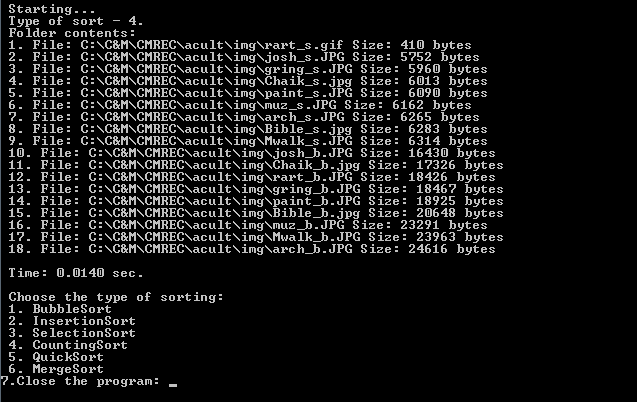 Starting...
Type of sort - 4.
Folder contents:
1. File: C:\C&M\CMREC\acult\img\rart_s.gif Size: 410 bytes
2. File: C:\C&M\CMREC\acult\img\josh_s.JPG Size: 5752 bytes
3. File: C:\C&M\CMREC\acult\img\gring_s.JPG Size: 5960 bytes
4. File: C:\C&M\CMREC\acult\img\Chaik_s.jpg Size: 6013 bytes
5. File: C:\C&M\CMREC\acult\img\paint_s.JPG Size: 6090 bytes
6. File: C:\C&M\CMREC\acult\img\muz_s.JPG Size: 6162 bytes
7. File: C:\C&M\CMREC\acult\img\arch_s.JPG Size: 6265 bytes
8. File: C:\C&M\CMREC\acult\img\Bible_s.jpg Size: 6283 bytes
9. File: C:\C&M\CMREC\acult\img\Mwalk_s.JPG Size: 6314 bytes
10. File: C:\C&M\CMREC\acult\img\josh_b.JPG Size: 16430 bytes
11. File: C:\C&M\CMREC\acult\img\Chaik_b.jpg Size: 17326 bytes
12. File: C:\C&M\CMREC\acult\img\rart_b.JPG Size: 18426 bytes
13. File: C:\C&M\CMREC\acult\img\gring_b.JPG Size: 18467 bytes
14. File: C:\C&M\CMREC\acult\img\paint_b.JPG Size: 18925 bytes
15. File: C:\C&M\CMREC\acult\img\Bible_b.jpg Size: 20648 bytes
16. File: C:\C&M\CMREC\acult\img\muz_b.JPG Size: 23291 bytes
17. File: C:\C&M\CMREC\acult\img\Mwalk_b.JPG Size: 23963 bytes
18. File: C:\C&M\CMREC\acult\img\arch_b.JPG Size: 24616 bytes
Time: 0.0140 sec.
Choose the type of sorting:
1. BubbleSort
2. InsertionSort
3. SelectionSort
4. CountingSort
5. QuickSort
6. MergeSort
7.Close the program: _